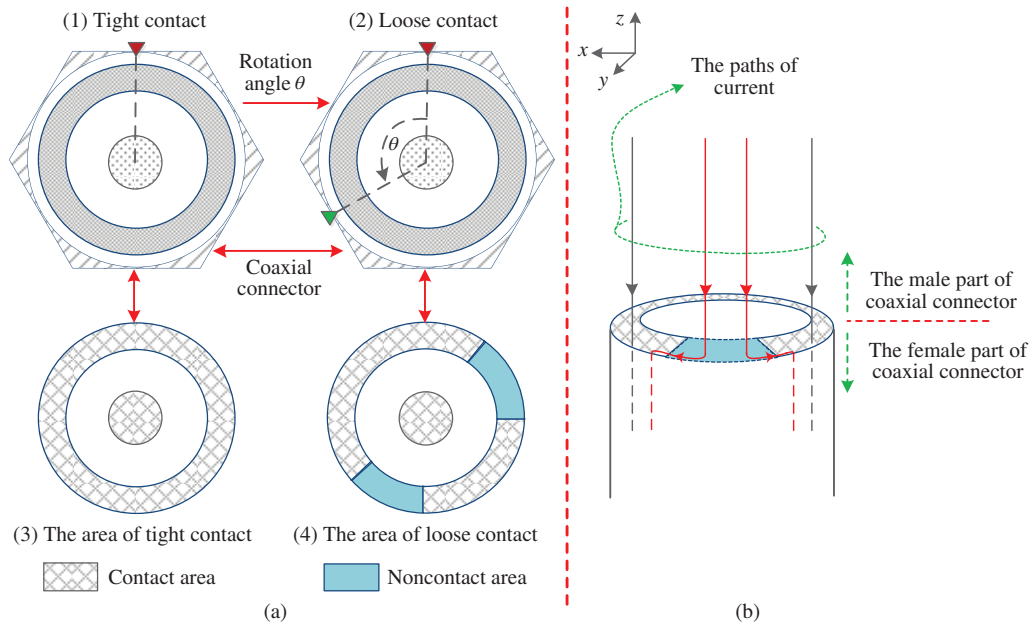 (1) Tight contact
(2) Loose contact
Rotation
angle θ
θ
Coaxial
connector
(3) The area of tight contact
(4) The area of loose contact
Contact area
Noncontact area
(a)
z
x
y
The paths of
current
The male part of
coaxial connector
The female part of
coaxial connector
(b)